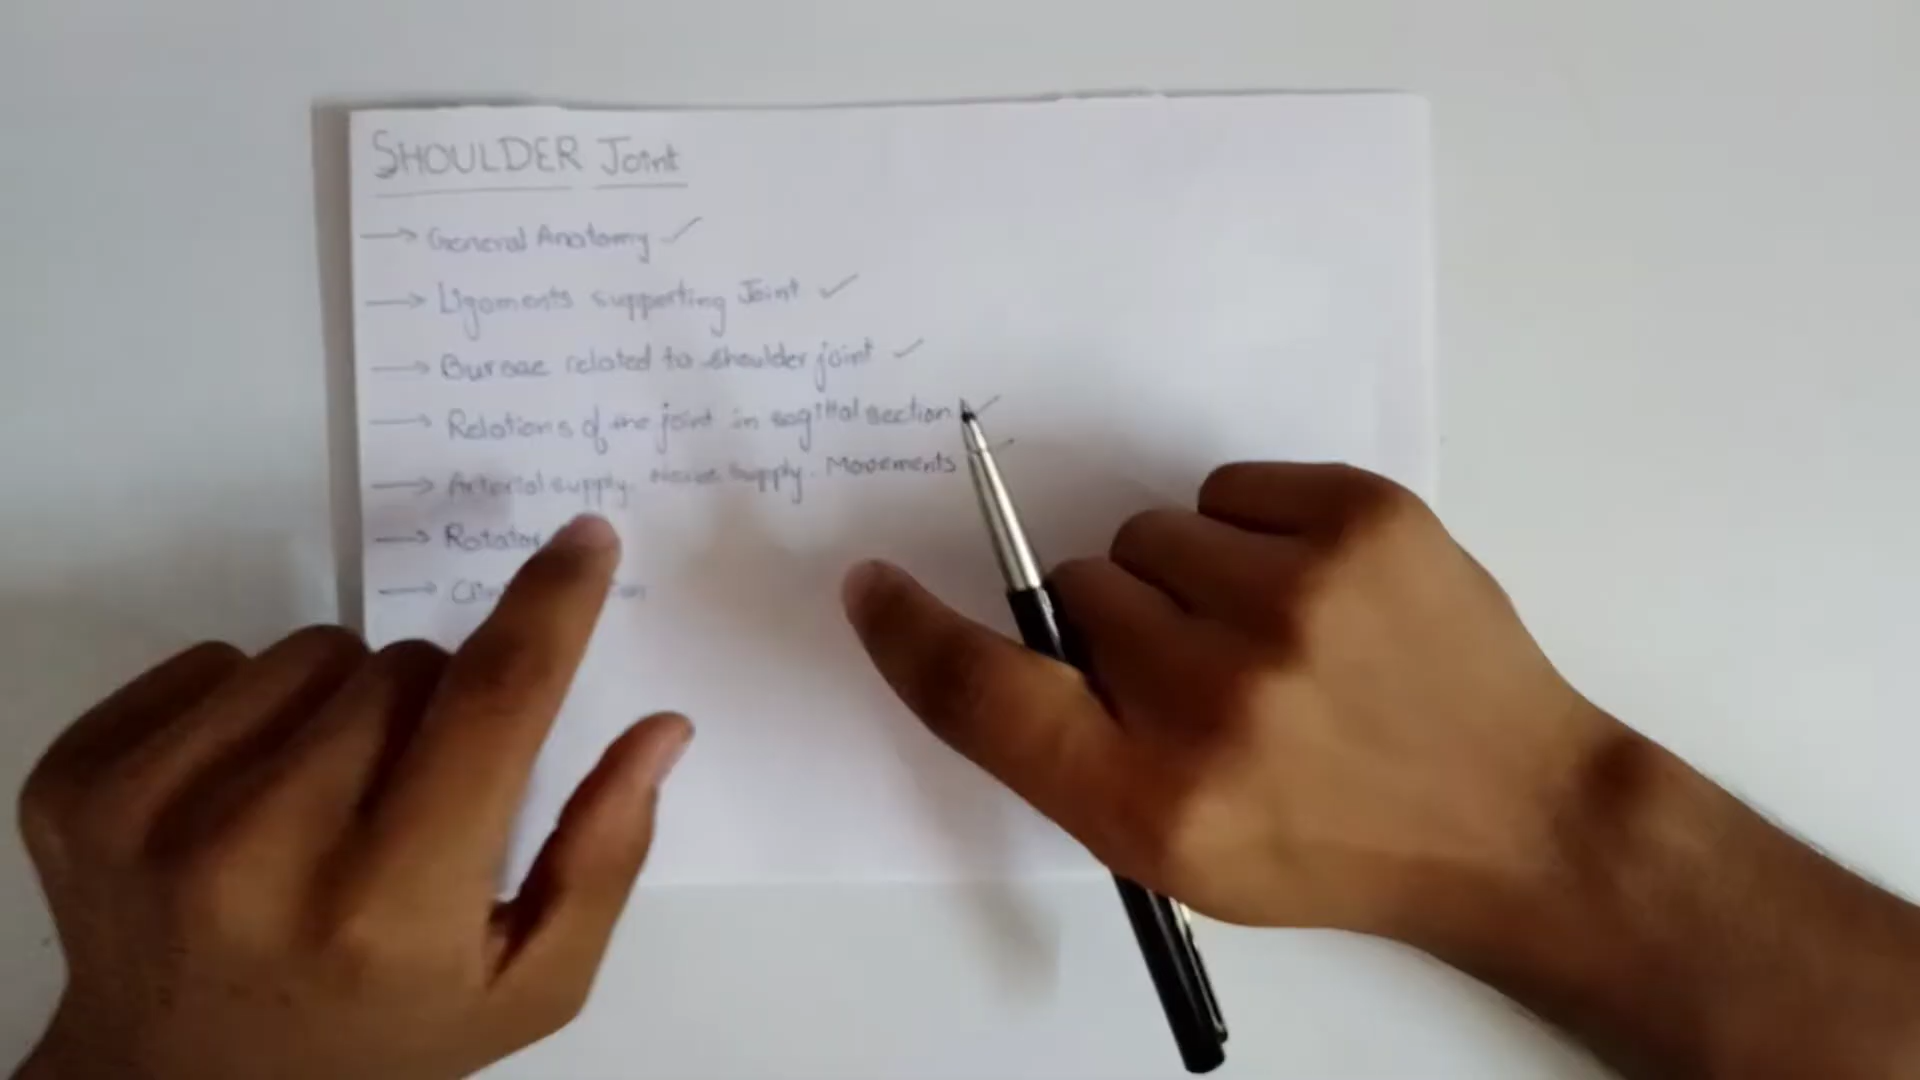 SHOULDER Joint
→ General Anatomy ✓
→ Ligaments supporting Joint ✓
→ Bursae related to shoulder joint ✓
→ Relations of the joint in sagittal section ✓
→ Arterial supply. Nerve supply. Movements
→ Rotator
→